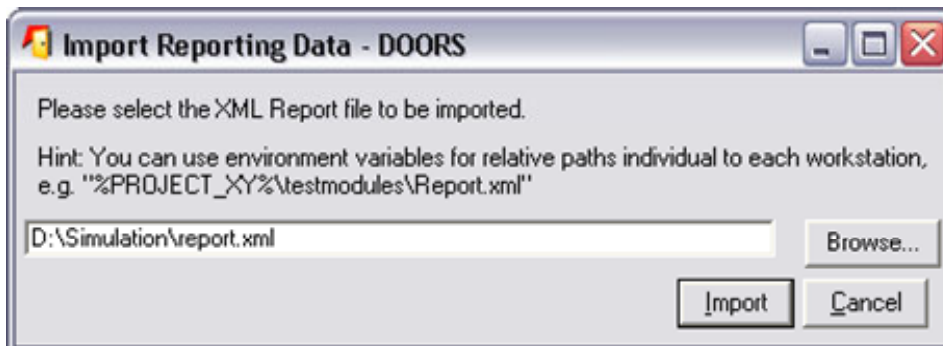 Import Reporting Data - DOORS
Please select the XML Report file to be imported.
Hint: You can use environment variables for relative paths individual to each workstation,
e.g. "%PROJECT_XY%\testmodules\Report.xml"
D:\Simulation\report.xml
Browse...
Import
Cancel